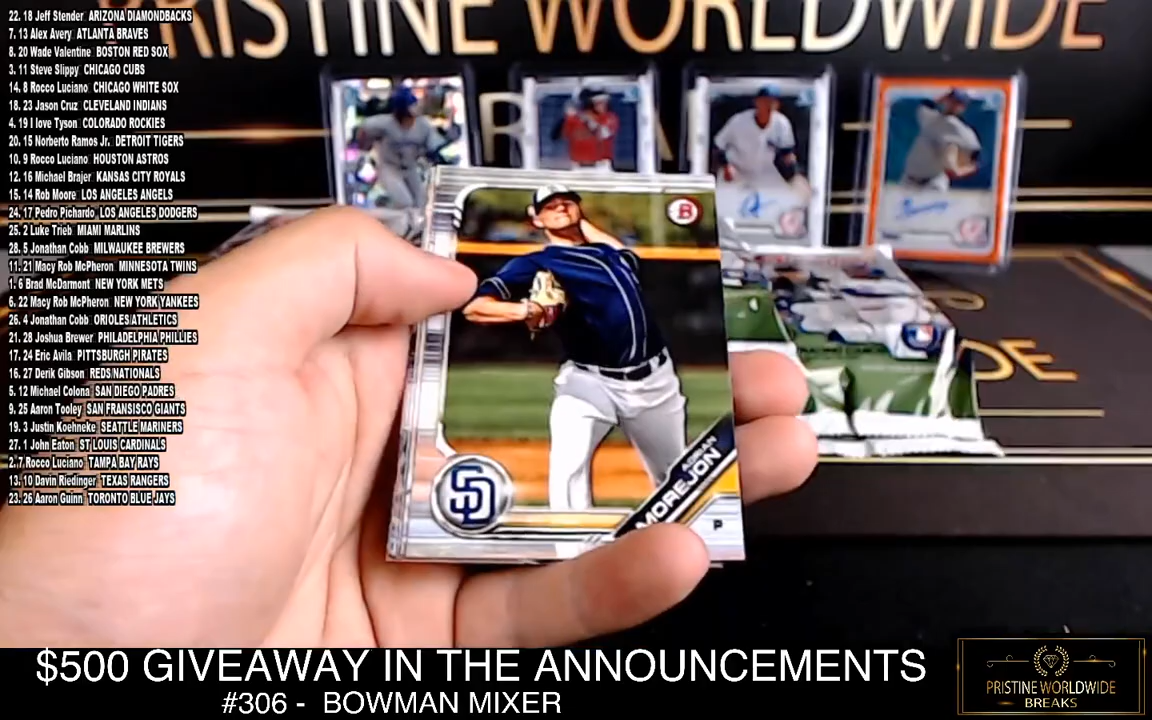 PRISTINE WORLDWIDE
22. 18 Jeff Stender ARIZONA DIAMONDBACKS
7. 13 Alex Avery ATLANTA BRAVES
8. 20 Wade Valentine BOSTON RED SOX
3. 11 Steve Slippy CHICAGO CUBS
14. 8 Rocco Luciano CHICAGO WHITE SOX
18. 23 Jason Cruz CLEVELAND INDIANS
4. 19 I love Tyson COLORADO ROCKIES
20. 15 Norberto Ramos Jr. DETROIT TIGERS
10. 9 Rocco Luciano HOUSTON ASTROS
12. 16 Michael Brajer KANSAS CITY ROYALS
15. 14 Rob Moore LOS ANGELES ANGELS
24. 17 Pedro Pichardo LOS ANGELES DODGERS
25. 2 Luke Trieb MIAMI MARLINS
28. 5 Jonathan Cobb MILWAUKEE BREWERS
11. 21 Macy Rob McPheron MINNESOTA TWINS
1. 6 Brad McDarmont NEW YORK METS
6. 22 Macy Rob McPheron NEW YORK YANKEES
26. 4 Jonathan Cobb ORIOLES/ATHLETICS
21. 28 Joshua Brewer PHILADELPHIA PHILLIES
17. 24 Eric Avila PITTSBURGH PIRATES
16. 27 Derik Gibson REDS/NATIONALS
5. 12 Michael Colona SAN DIEGO PADRES
9. 25 Aaron Tooley SAN FRANSISCO GIANTS
19. 3 Justin Koehneke SEATTLE MARINERS
27. 1 John Eaton ST LOUIS CARDINALS
2. 7 Rocco Luciano TAMPA BAY RAYS
13. 10 Davin Riedinger TEXAS RANGERS
23. 26 Aaron Guinn TORONTO BLUE JAYS
B
SD
ADRIAN
MOREJON
P
DE
$500 GIVEAWAY IN THE ANNOUNCEMENTS
#306 - BOWMAN MIXER
PRISTINE WORLDWIDE
BREAKS